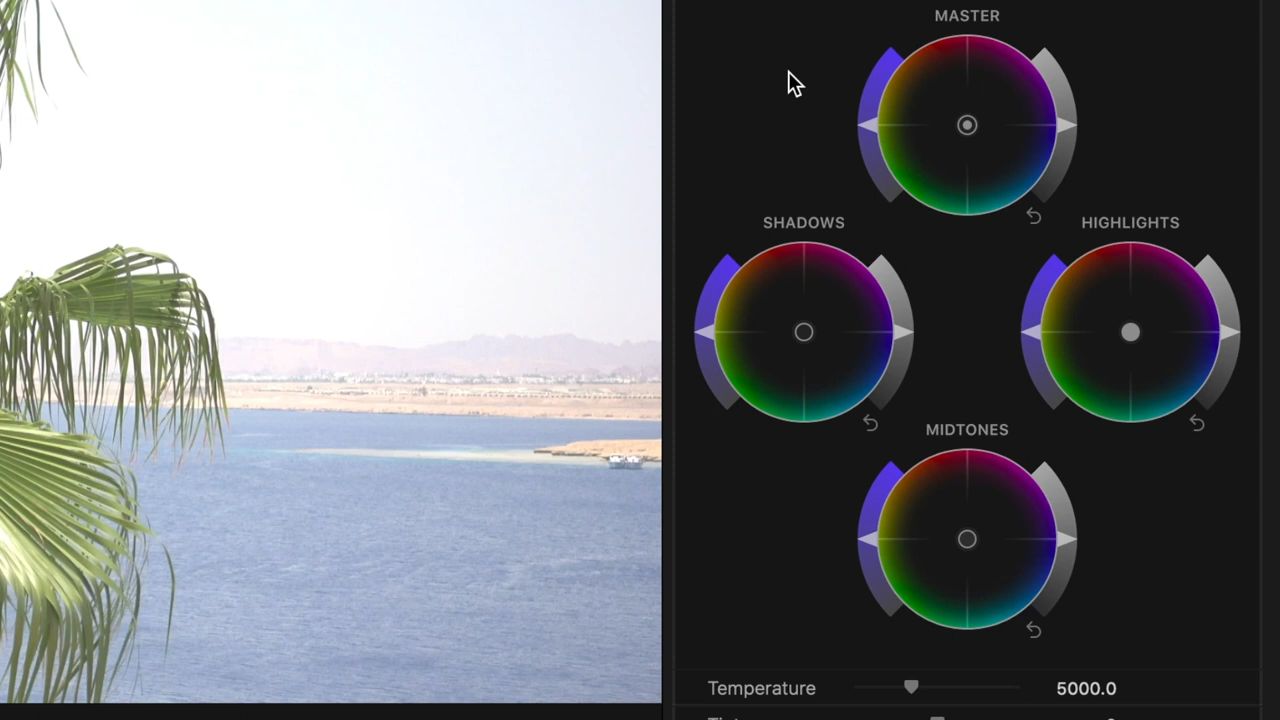 MASTER
SHADOWS
HIGHLIGHTS
MIDTONES
Temperature 5000.0